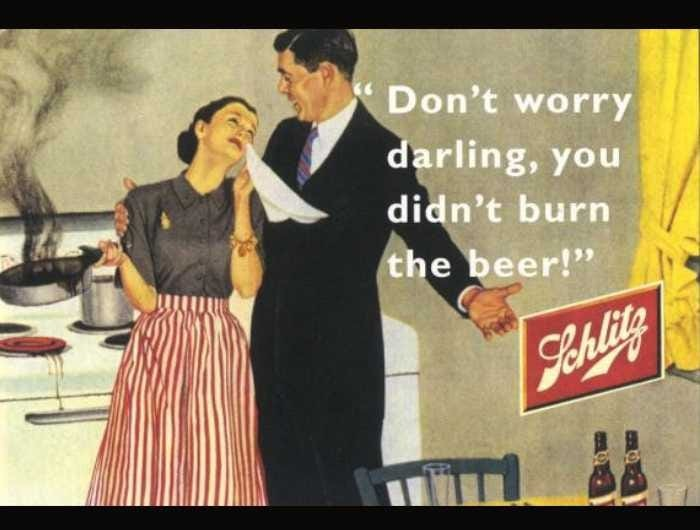 “Don’t worry
darling, you
didn’t burn
the beer!”
Schlitz